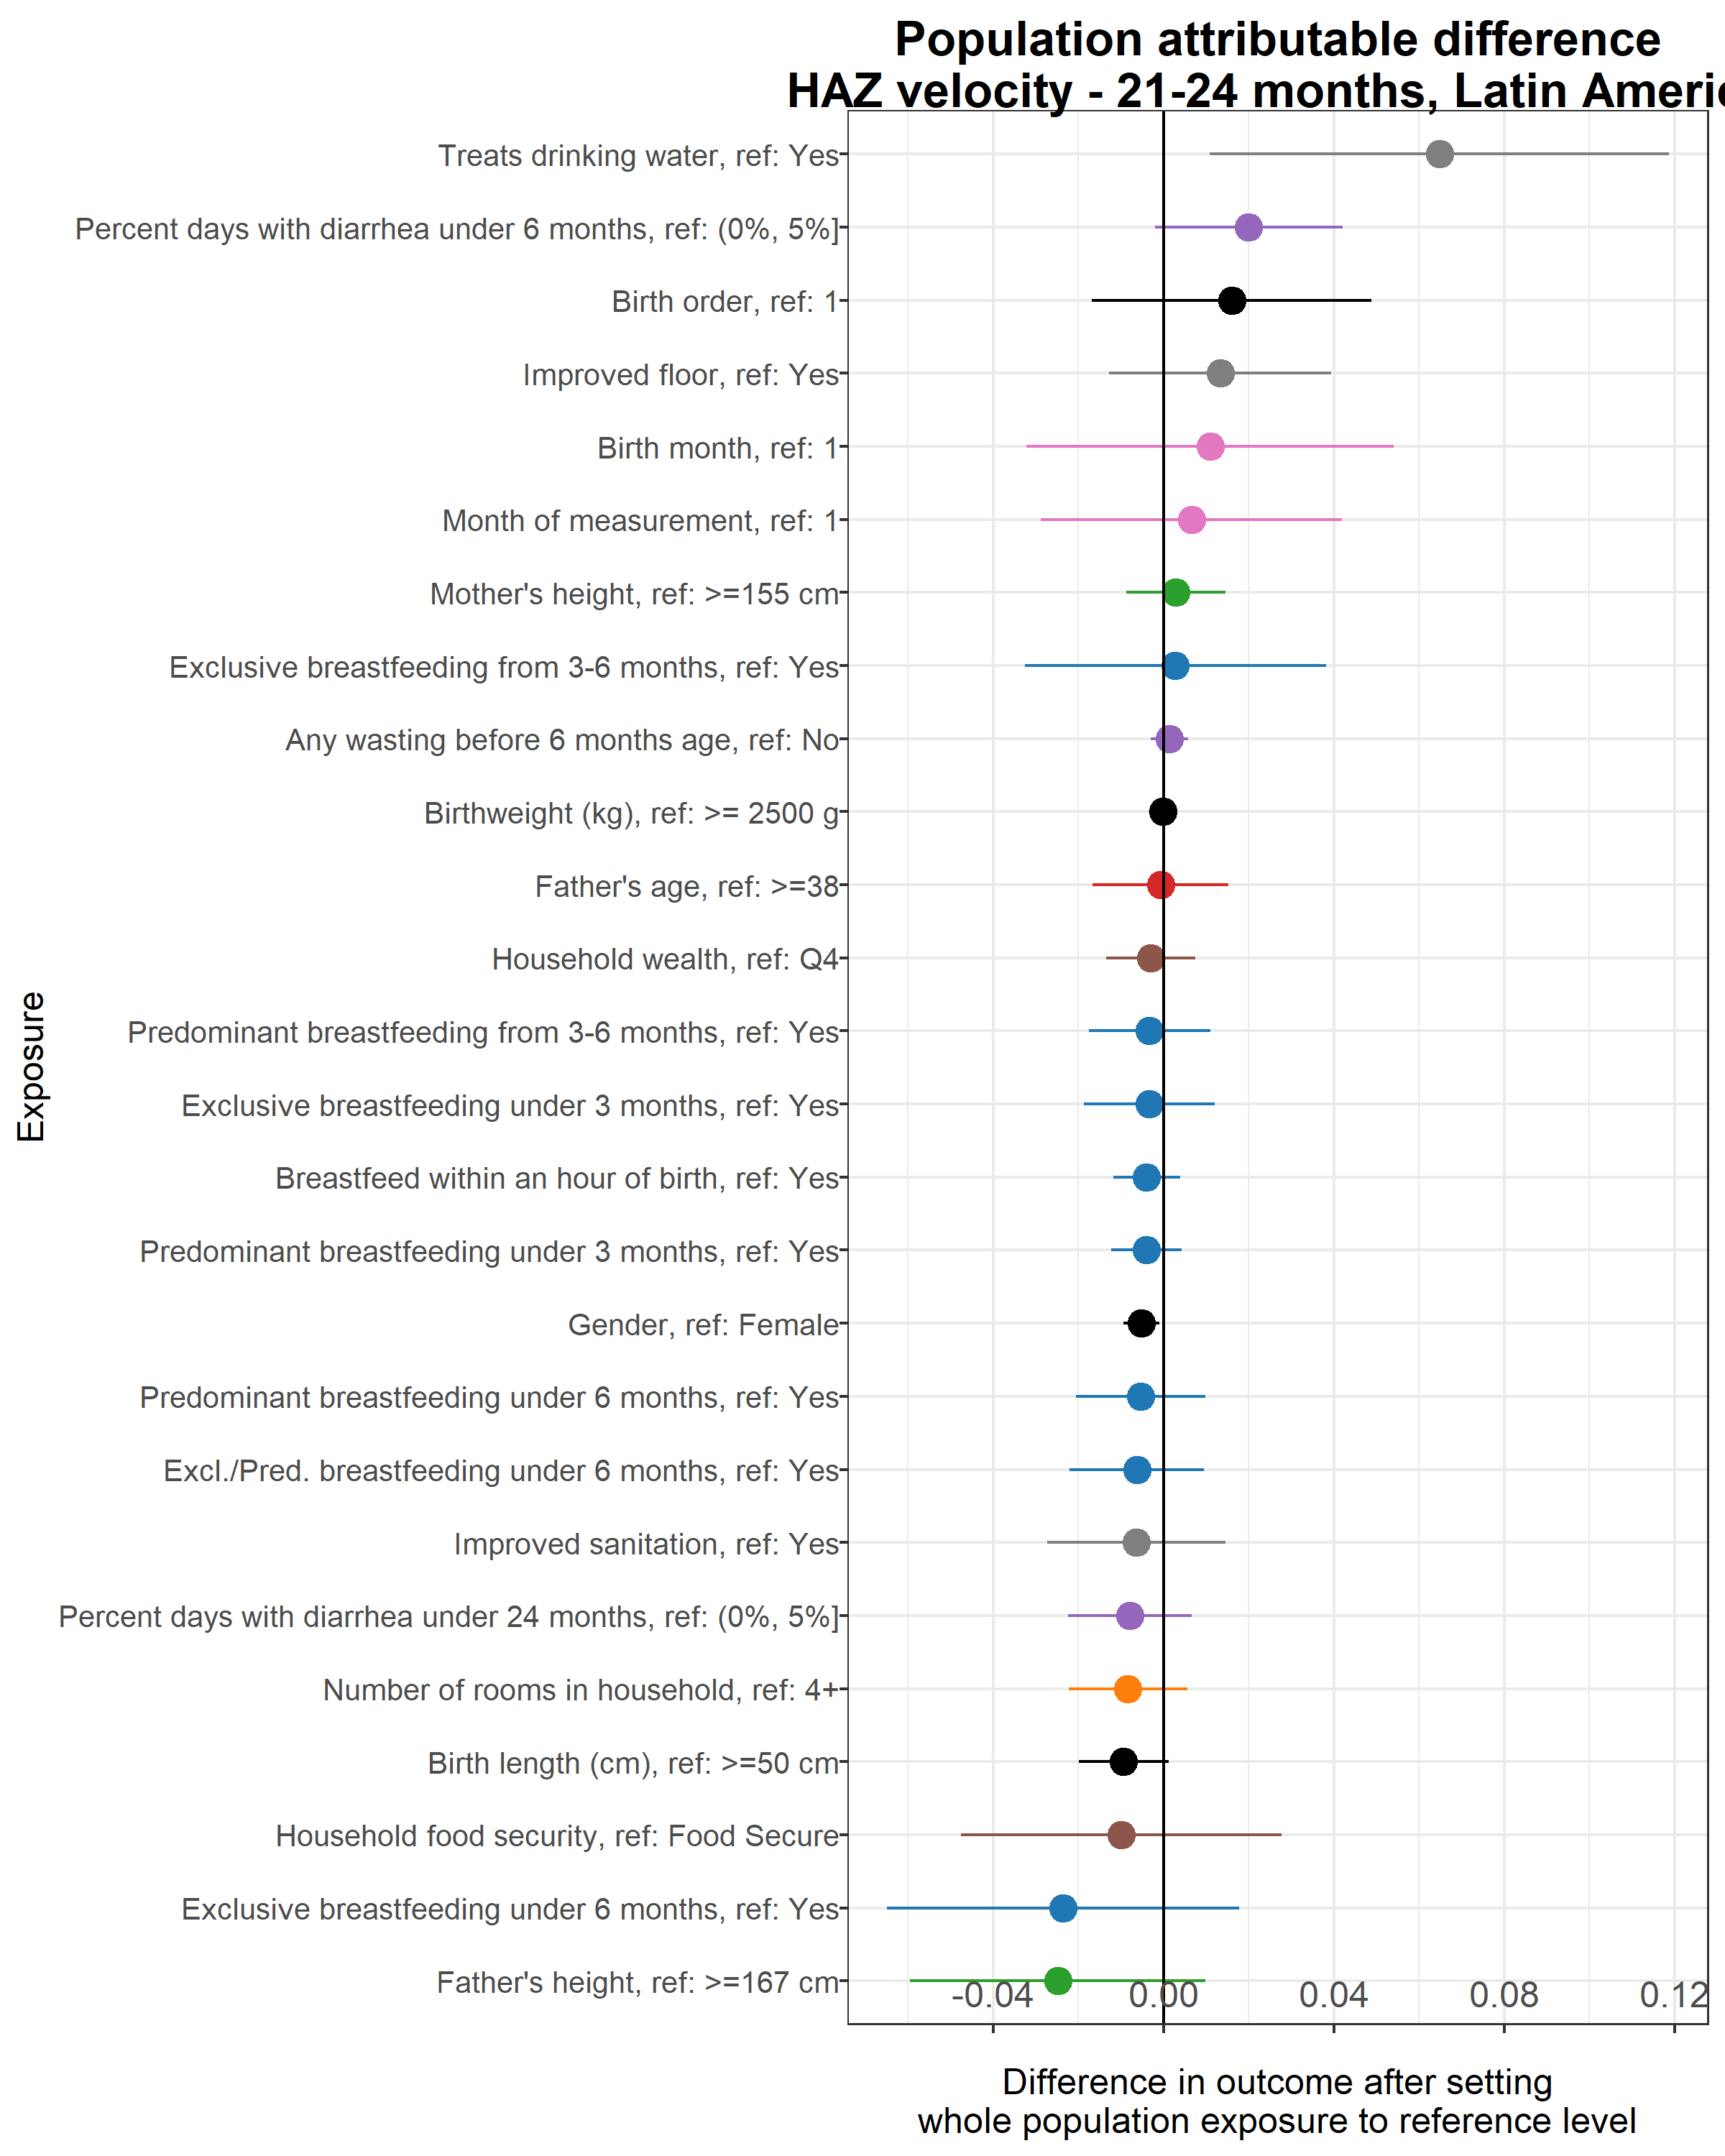 Population attributable difference
HAZ velocity - 21-24 months, Latin Americ
Treats drinking water, ref: Yes
Percent days with diarrhea under 6 months, ref: (0%, 5%]
Birth order, ref: 1
Improved floor, ref: Yes
Birth month, ref: 1
Month of measurement, ref: 1
Mother's height, ref: >=155 cm
Exclusive breastfeeding from 3-6 months, ref: Yes
Any wasting before 6 months age, ref: No
Birthweight (kg), ref: >= 2500 g
Father's age, ref: >=38
Household wealth, ref: Q4
Predominant breastfeeding from 3-6 months, ref: Yes
Exclusive breastfeeding under 3 months, ref: Yes
Breastfeed within an hour of birth, ref: Yes
Predominant breastfeeding under 3 months, ref: Yes
Gender, ref: Female
Predominant breastfeeding under 6 months, ref: Yes
Excl./Pred. breastfeeding under 6 months, ref: Yes
Improved sanitation, ref: Yes
Percent days with diarrhea under 24 months, ref: (0%, 5%]
Number of rooms in household, ref: 4+
Birth length (cm), ref: >=50 cm
Household food security, ref: Food Secure
Exclusive breastfeeding under 6 months, ref: Yes
Father's height, ref: >=167 cm
Exposure
-0.04 0.00 0.04 0.08 0.12
Difference in outcome after setting
whole population exposure to reference level